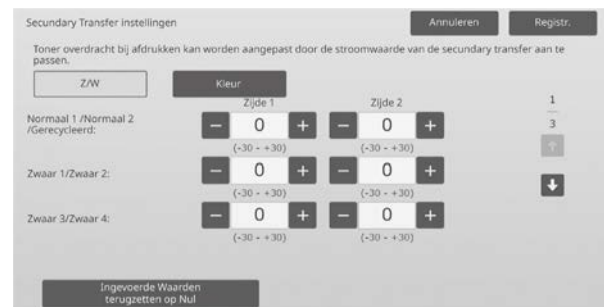 Secundary Transfer instellingen Annuleren Registr.
Toner overdracht bij afdrukken kan worden aangepast door de stroomwaarde van de secundary transfer aan te
passen.
Z/W Kleur
Zijde 1 Zijde 2
Normaal 1 /Normaal 2
/Gerecycleerd:
− 0 + − 0 +
(-30 - +30) (-30 - +30)
Zwaar 1/Zwaar 2:
− 0 + − 0 +
(-30 - +30) (-30 - +30)
Zwaar 3/Zwaar 4:
− 0 + − 0 +
(-30 - +30) (-30 - +30)
1
3
Ingevoerde Waarden
terugzetten op Nul